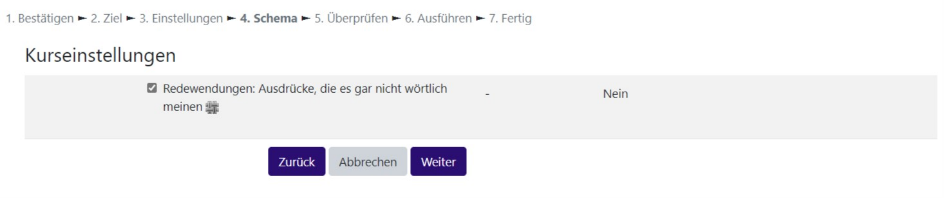 1. Bestätigen ► 2. Ziel ► 3. Einstellungen ► 4. Schema ► 5. Überprüfen ► 6. Ausführen ► 7. Fertig
Kurseinstellungen
Redewendungen: Ausdrücke, die es gar nicht wörtlich - Nein
meinen
Zurück Abbrechen Weiter